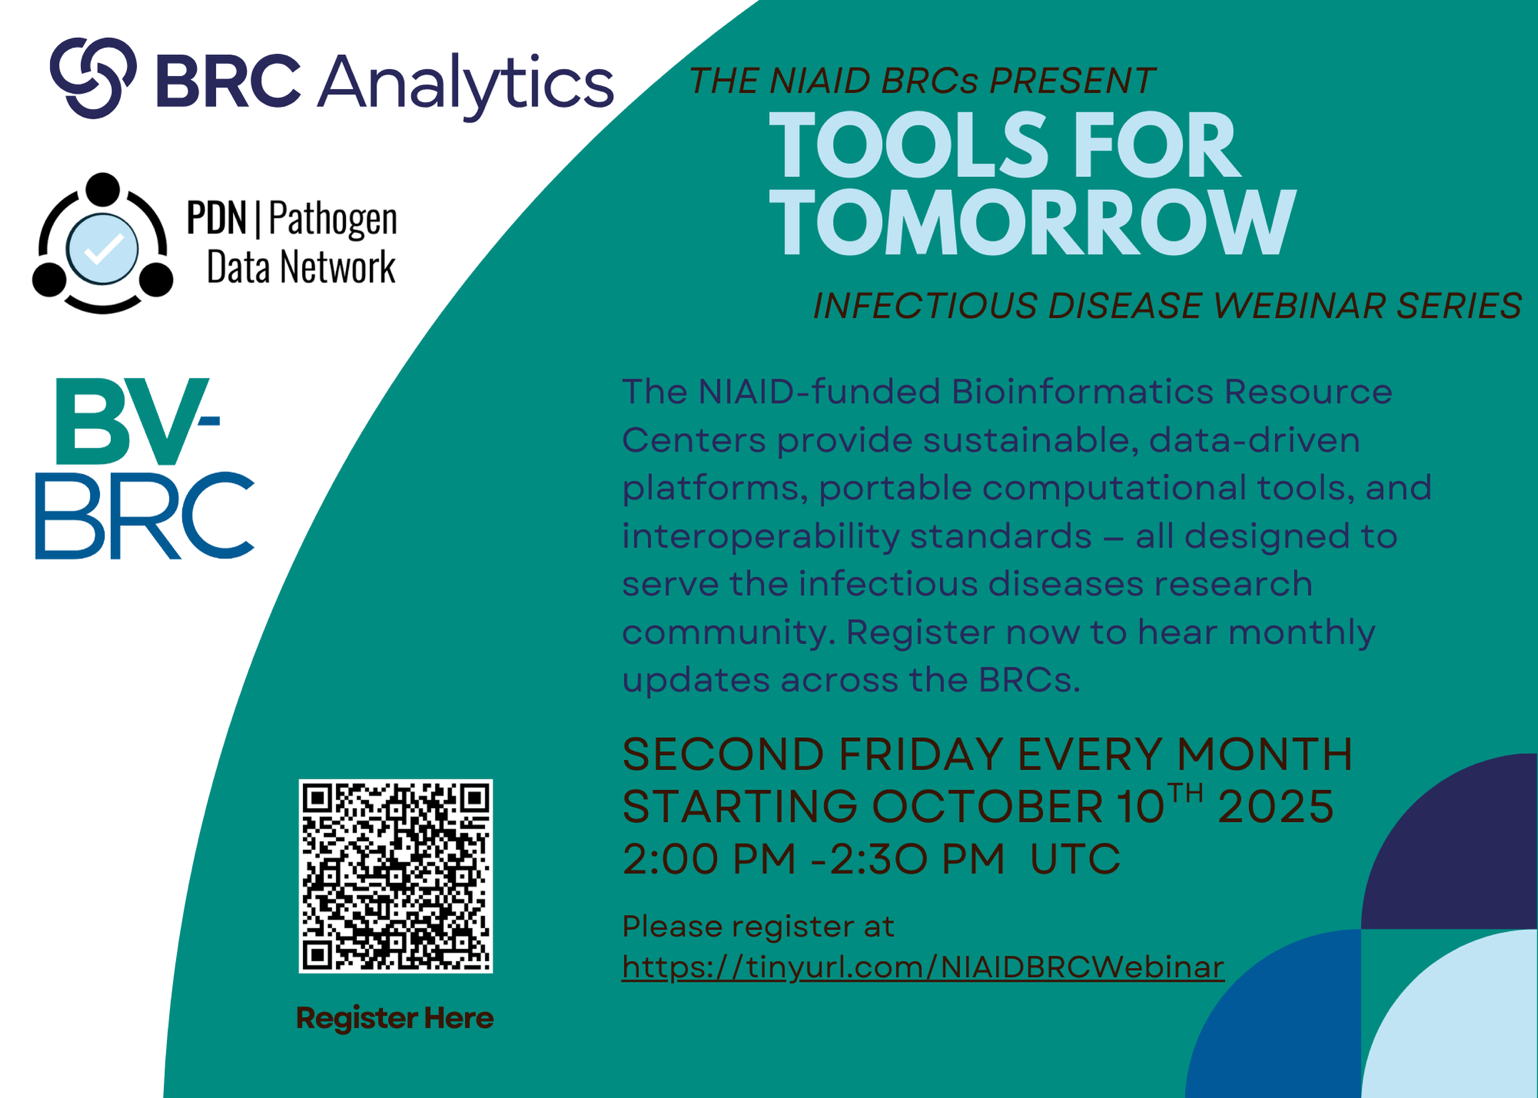 BRC Analytics
PDN | Pathogen
Data Network
BV-
BRC
THE NIAID BRCs PRESENT
TOOLS FOR
TOMORROW
INFECTIOUS DISEASE WEBINAR SERIES
The NIAID-funded Bioinformatics Resource
Centers provide sustainable, data-driven
platforms, portable computational tools, and
interoperability standards – all designed to
serve the infectious diseases research
community. Register now to hear monthly
updates across the BRCs.
SECOND FRIDAY EVERY MONTH
STARTING OCTOBER 10TH 2025
2:00 PM -2:30 PM UTC
Please register at
https://tinyurl.com/NIAIDBRCWebinar
Register Here